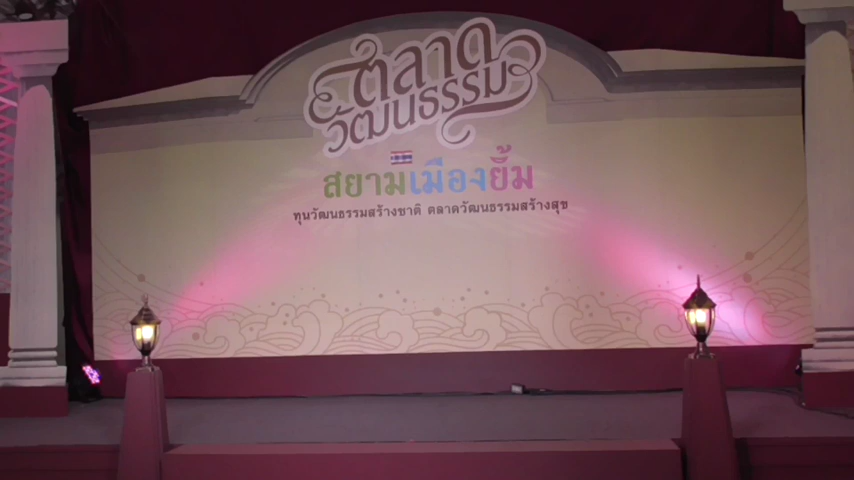 ตลาด
วัฒนธรรม
สยามเมืองยิ้ม
ทุนวัฒนธรรมสร้างชาติ ตลาดวัฒนธรรมสร้างสุข